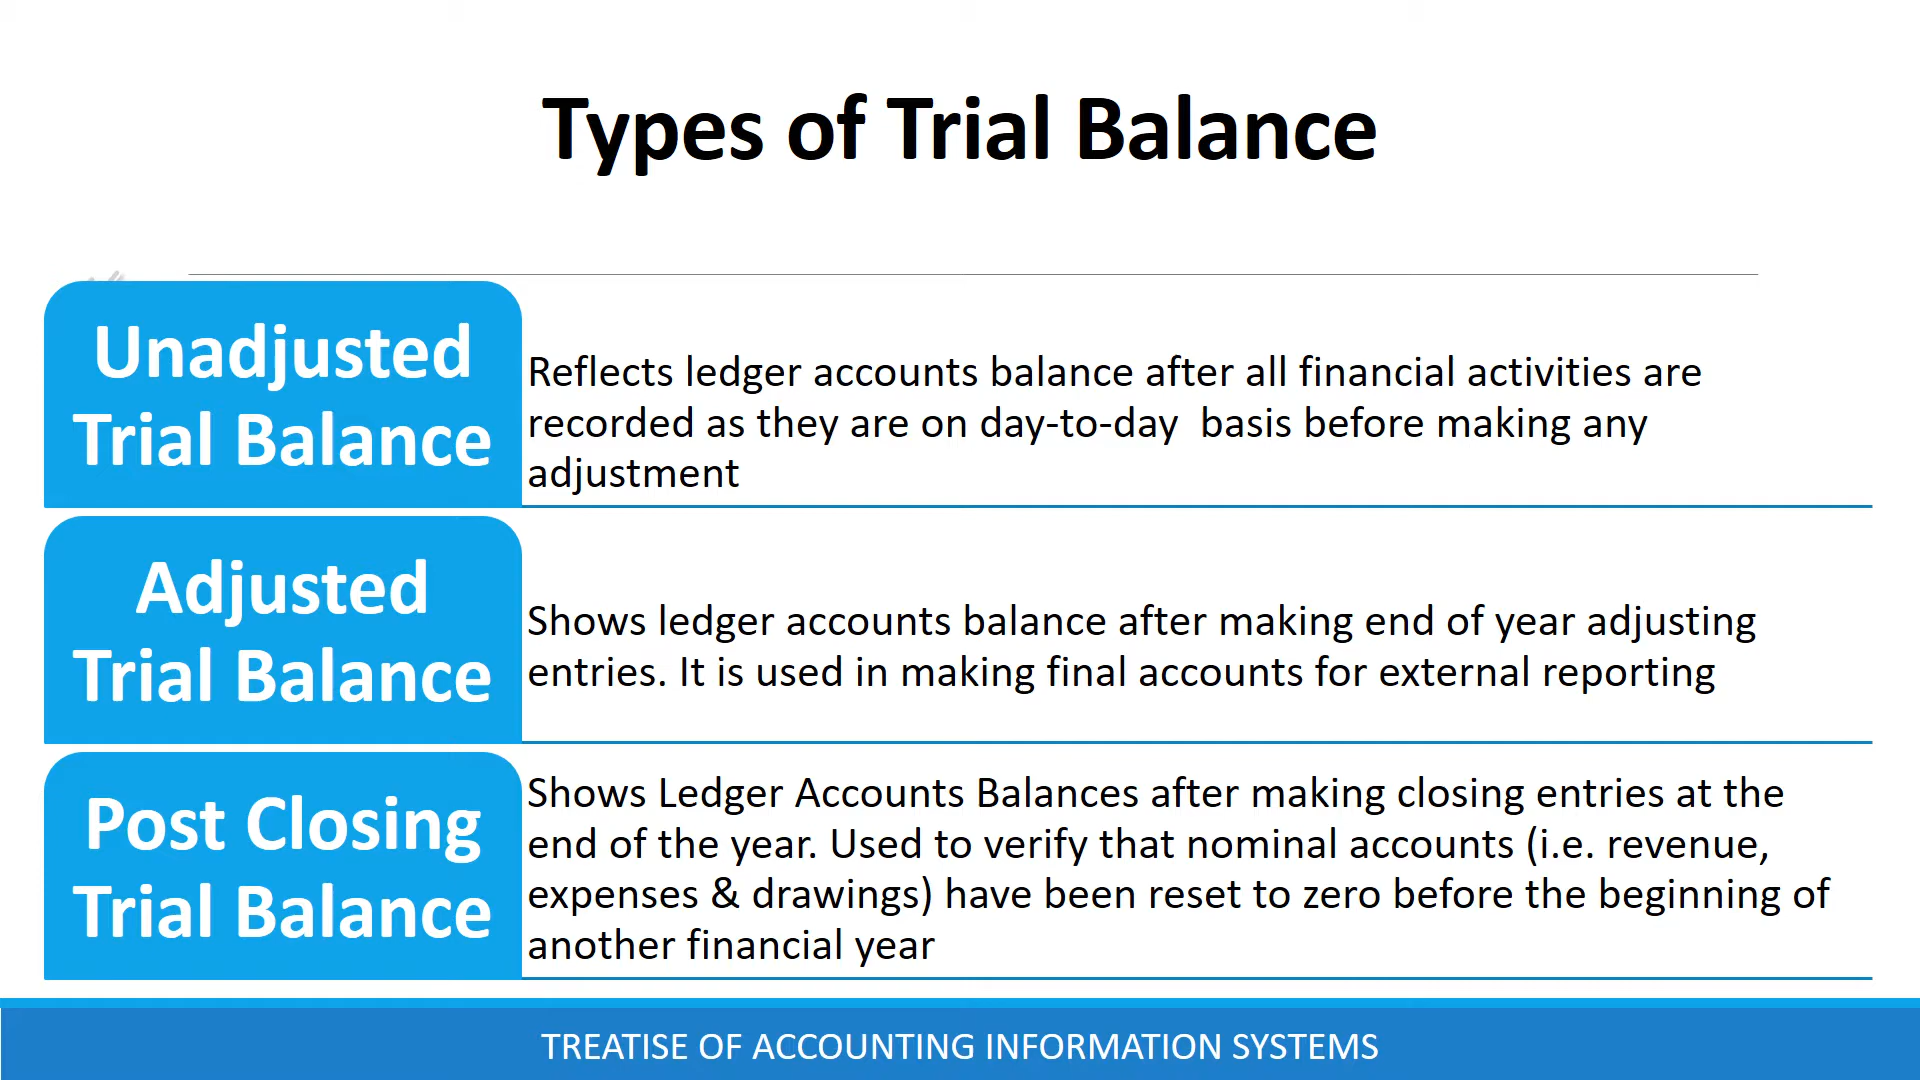 Types of Trial Balance
Unadjusted
Trial Balance
Reflects ledger accounts balance after all financial activities are
recorded as they are on day-to-day  basis before making any
adjustment
Adjusted
Trial Balance
Shows ledger accounts balance after making end of year adjusting
entries. It is used in making final accounts for external reporting
Post Closing
Trial Balance
Shows Ledger Accounts Balances after making closing entries at the
end of the year. Used to verify that nominal accounts (i.e. revenue,
expenses & drawings) have been reset to zero before the beginning of
another financial year
TREATISE OF ACCOUNTING INFORMATION SYSTEMS